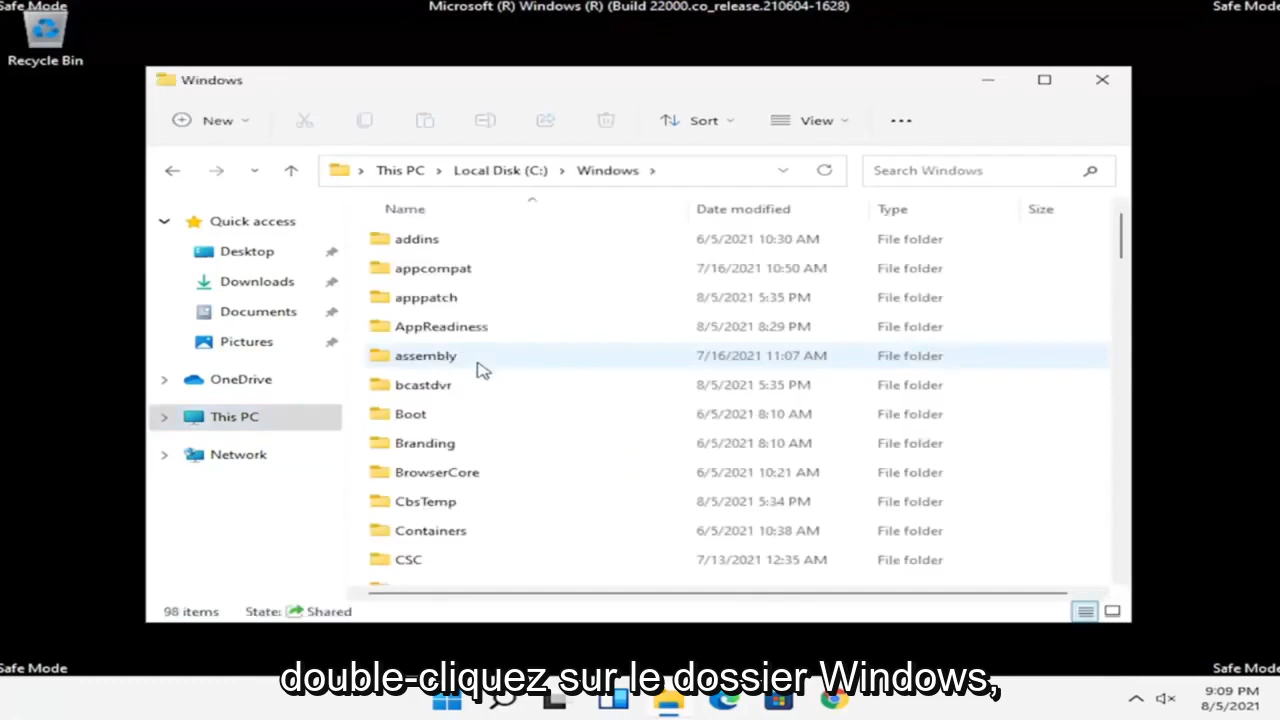 Safe Mode
Microsoft (R) Windows (R) (Build 22000.co_release.210604-1628)
Safe Mode
Recycle Bin
Windows
New
Sort
View
This PC
Local Disk (C:)
Windows
Search Windows
Name
Date modified
Type
Size
Quick access
Desktop
Downloads
Documents
Pictures
OneDrive
This PC
Network
addins 6/5/2021 10:30 AM File folder
appcompat 7/16/2021 10:50 AM File folder
apppatch 8/5/2021 5:35 PM File folder
AppReadiness 8/5/2021 8:29 PM File folder
assembly 7/16/2021 11:07 AM File folder
bcastdvr 8/5/2021 5:35 PM File folder
Boot 6/5/2021 8:10 AM File folder
Branding 6/5/2021 8:10 AM File folder
BrowserCore 6/5/2021 10:21 AM File folder
CbsTemp 8/5/2021 5:34 PM File folder
Containers 6/5/2021 10:38 AM File folder
CSC 7/13/2021 12:35 AM File folder
98 items
State: Shared
Safe Mode
Safe Mode
double-cliquez sur le dossier Windows,
9:09 PM
8/5/2021